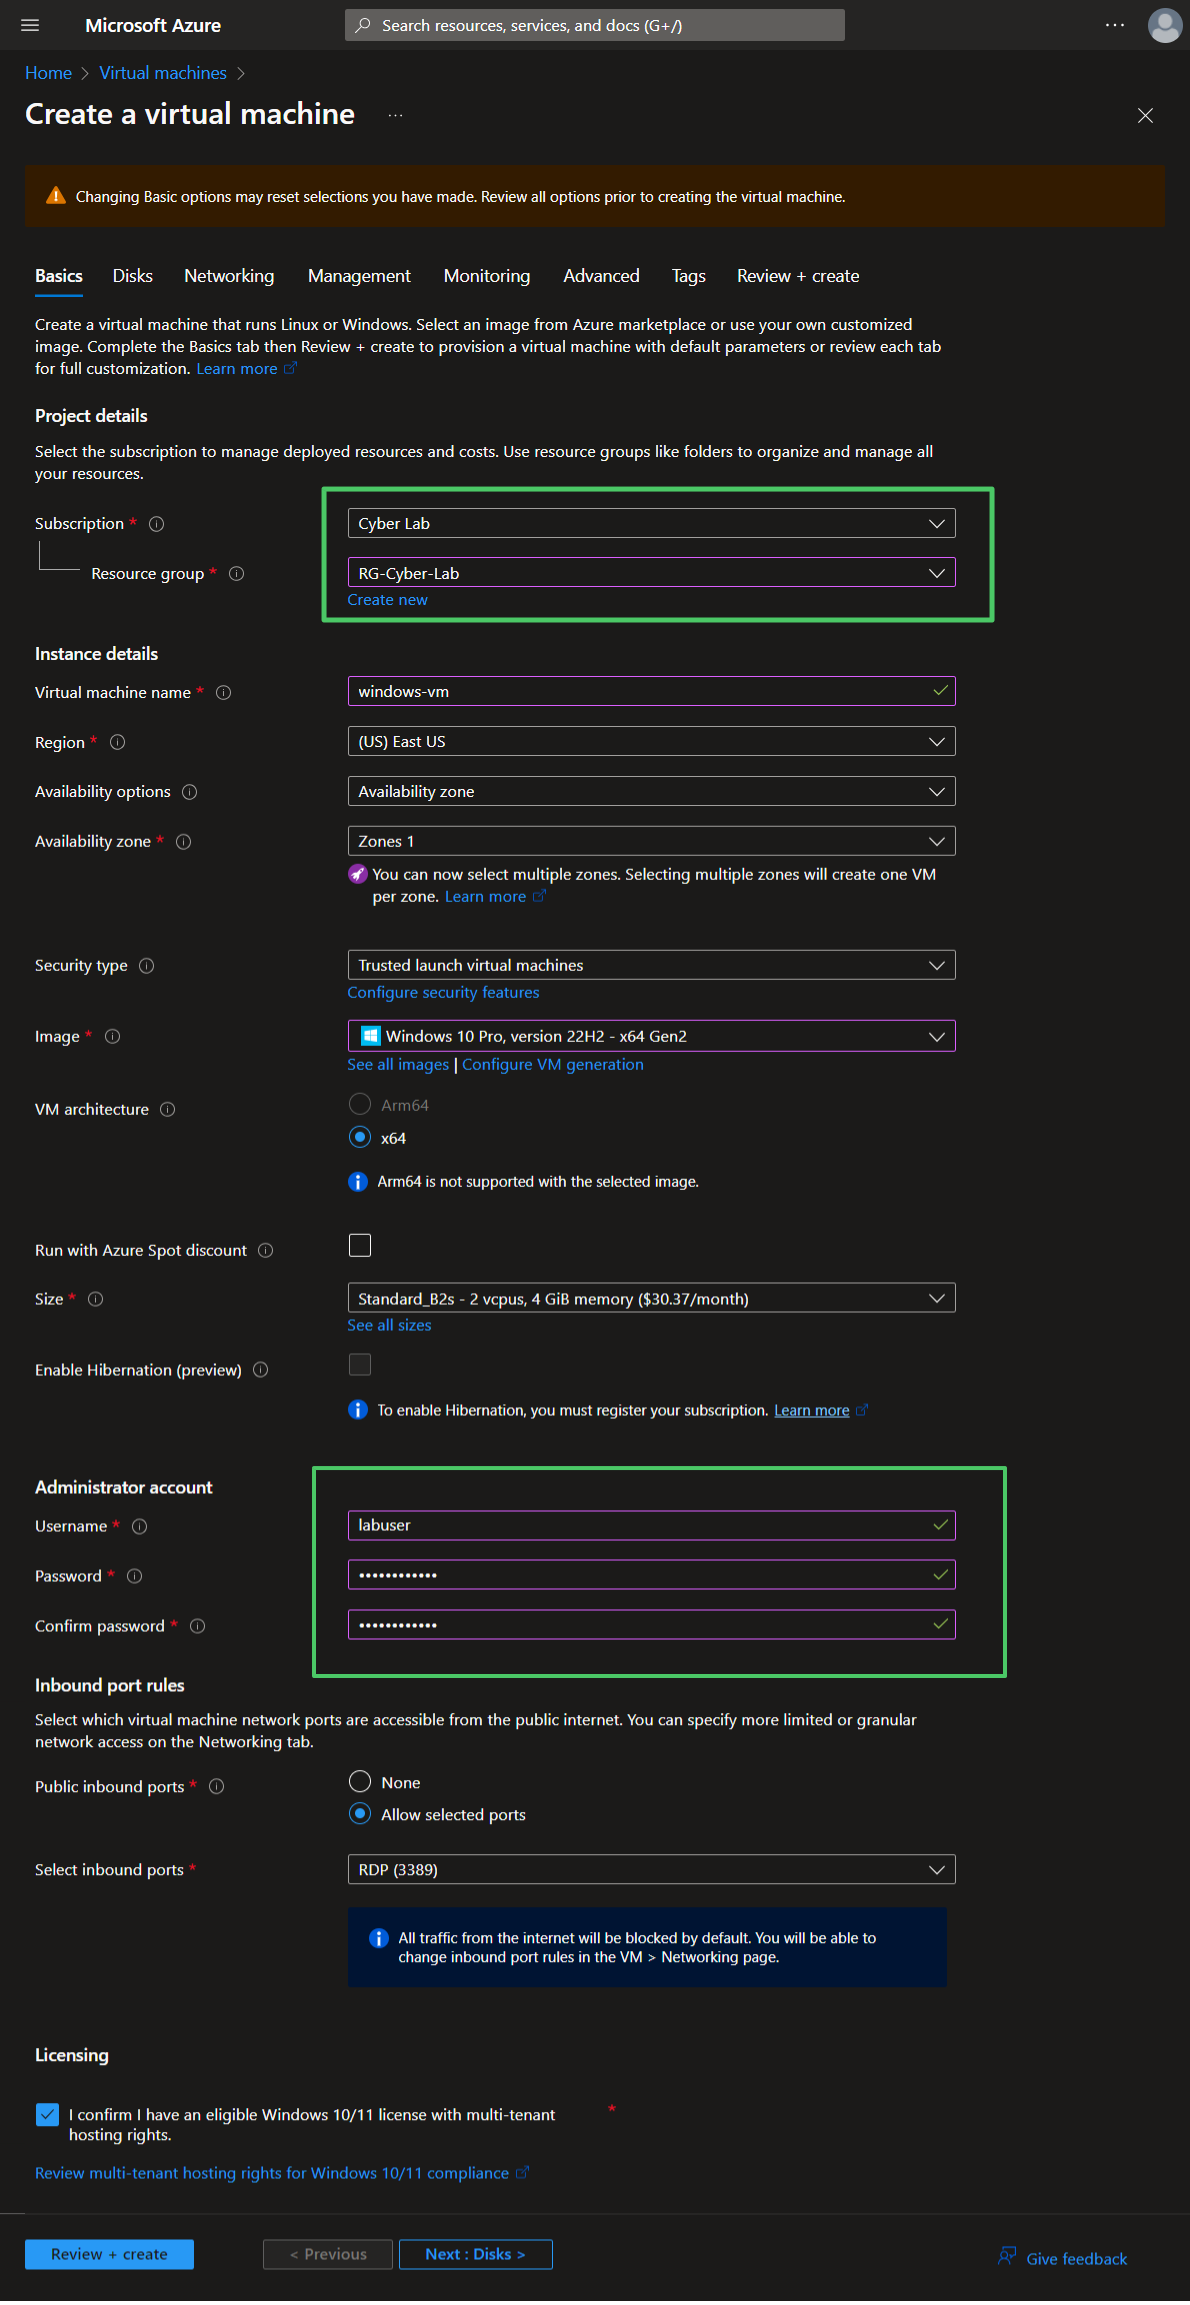 Microsoft Azure
Search resources, services, and docs (G+/)
Home > Virtual machines >
Create a virtual machine ...
Changing Basic options may reset selections you have made. Review all options prior to creating the virtual machine.
Basics Disks Networking Management Monitoring Advanced Tags Review + create
Create a virtual machine that runs Linux or Windows. Select an image from Azure marketplace or use your own customized
image. Complete the Basics tab then Review + create to provision a virtual machine with default parameters or review each tab
for full customization. Learn more
Project details
Select the subscription to manage deployed resources and costs. Use resource groups like folders to organize and manage all
your resources.
Subscription * Cyber Lab
Resource group * RG-Cyber-Lab
Create new
Instance details
Virtual machine name * windows-vm
Region * (US) East US
Availability options Availability zone
Availability zone * Zones 1
You can now select multiple zones. Selecting multiple zones will create one VM
per zone. Learn more
Security type Trusted launch virtual machines
Configure security features
Image * Windows 10 Pro, version 22H2 - x64 Gen2
See all images | Configure VM generation
VM architecture Arm64
x64
Arm64 is not supported with the selected image.
Run with Azure Spot discount
Size * Standard_B2s - 2 vcpus, 4 GiB memory ($30.37/month)
See all sizes
Enable Hibernation (preview)
To enable Hibernation, you must register your subscription. Learn more
Administrator account
Username * labuser
Password * ••••••••••••
Confirm password * ••••••••••••
Inbound port rules
Select which virtual machine network ports are accessible from the public internet. You can specify more limited or granular
network access on the Networking tab.
Public inbound ports * None
Allow selected ports
Select inbound ports * RDP (3389)
All traffic from the internet will be blocked by default. You will be able to
change inbound port rules in the VM > Networking page.
Licensing
I confirm I have an eligible Windows 10/11 license with multi-tenant *
hosting rights.
Review multi-tenant hosting rights for Windows 10/11 compliance
Review + create < Previous Next : Disks > Give feedback